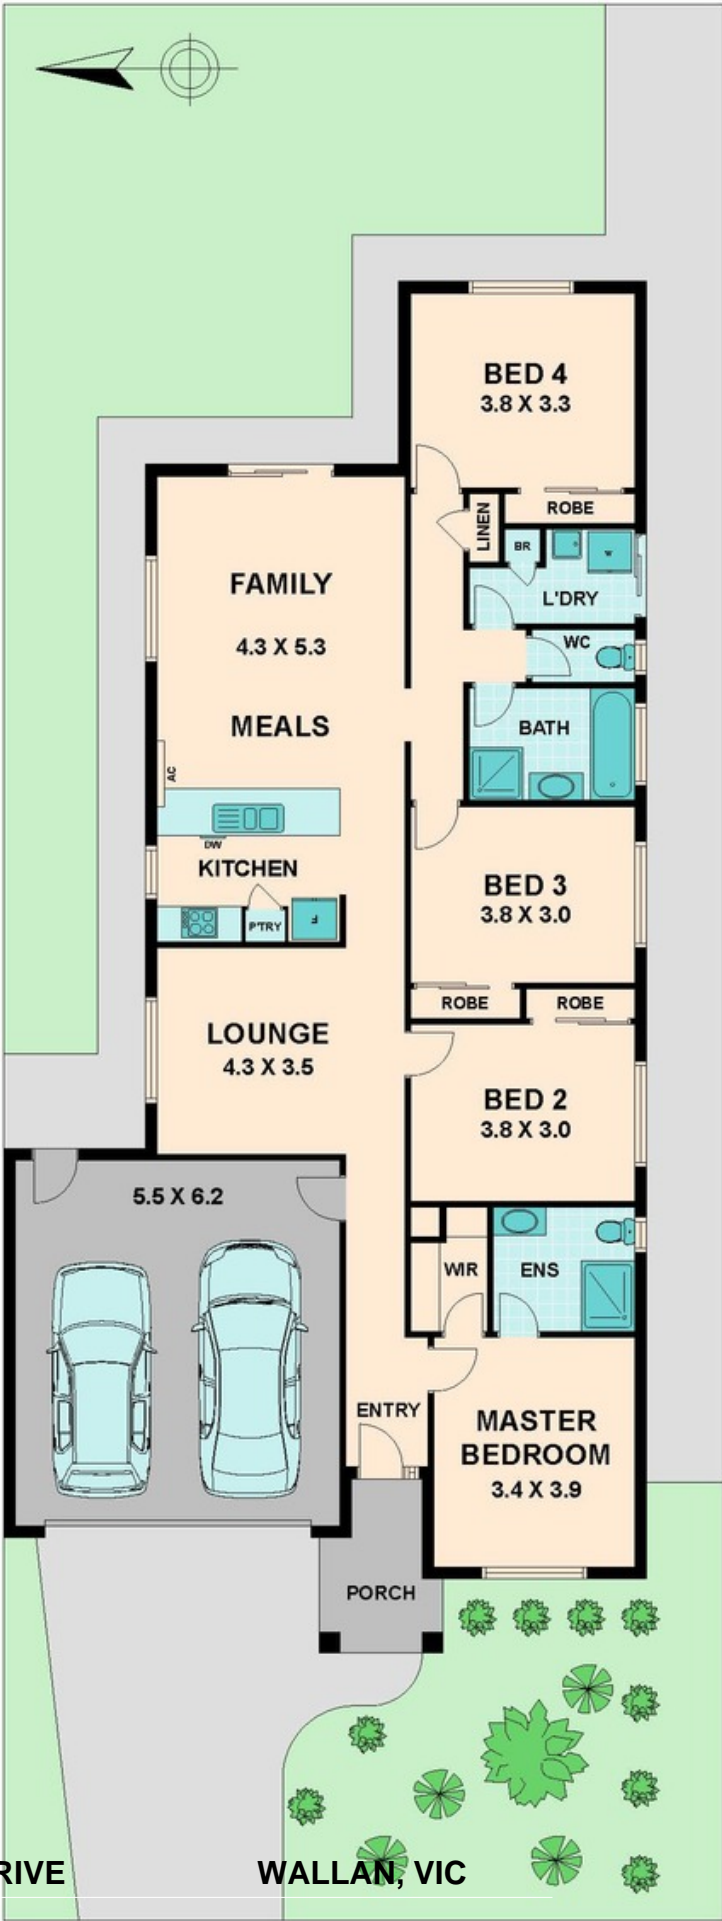 BED 4
3.8 X 3.3
ROBE
LINEN
BR
W
L'DRY
FAMILY
4.3 X 5.3
WC
MEALS
BATH
AC
DW
KITCHEN
BED 3
3.8 X 3.0
P'TRY
F
ROBE
ROBE
LOUNGE
4.3 X 3.5
BED 2
3.8 X 3.0
5.5 X 6.2
WIR
ENS
ENTRY
MASTER
BEDROOM
3.4 X 3.9
PORCH
RIVE WALLAN, VIC